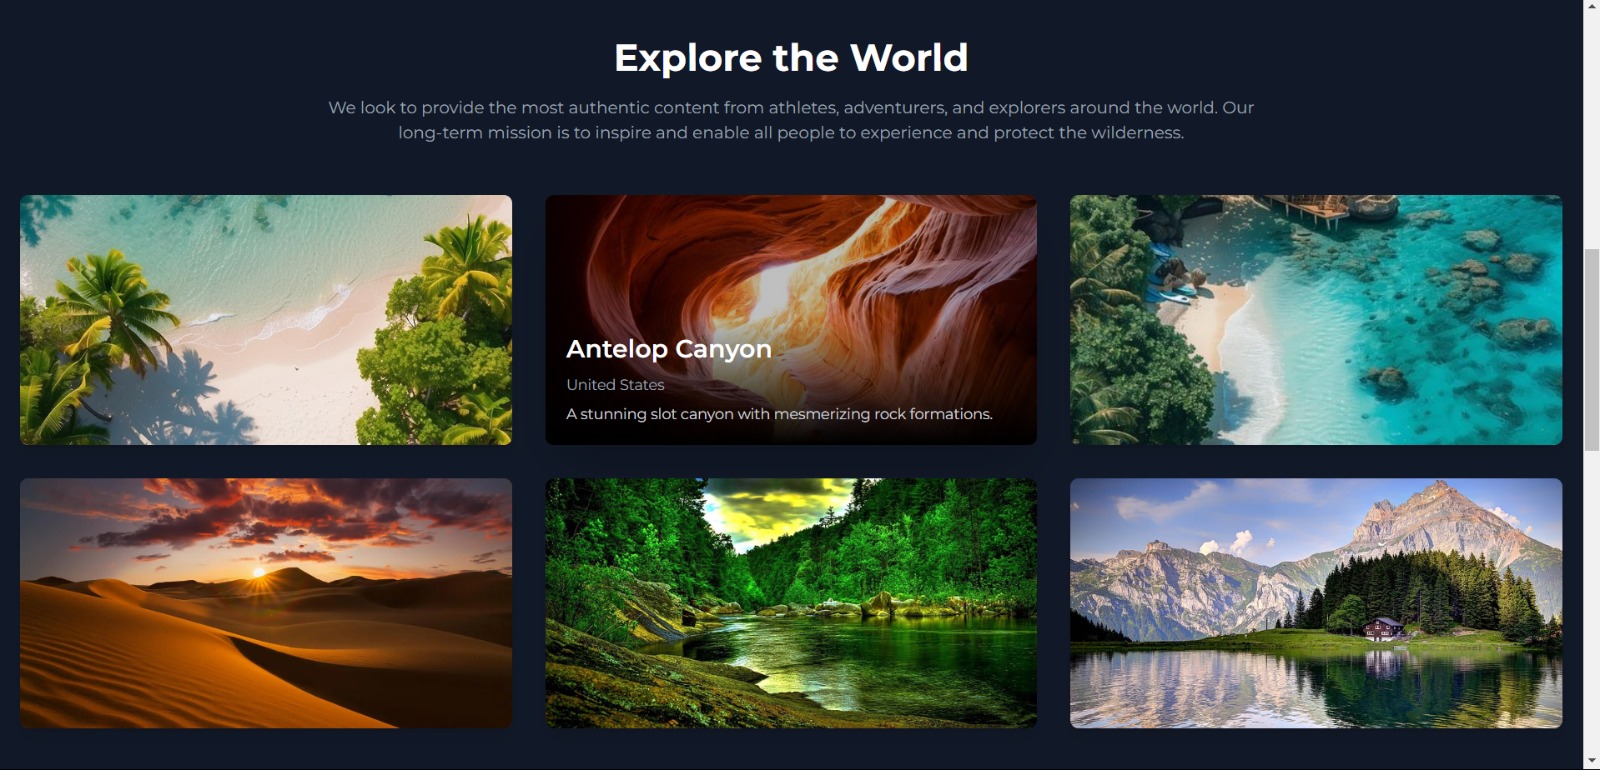 Explore the World
We look to provide the most authentic content from athletes, adventurers, and explorers around the world. Our
long-term mission is to inspire and enable all people to experience and protect the wilderness.
Antelop Canyon
United States
A stunning slot canyon with mesmerizing rock formations.